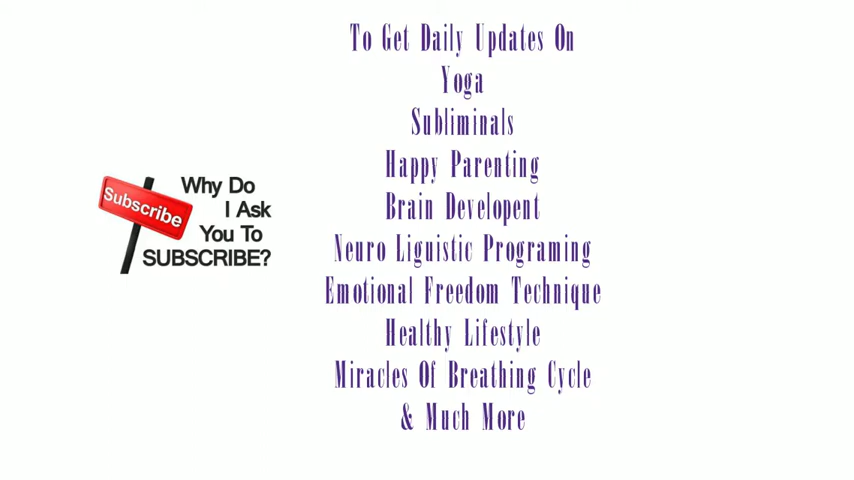 Subscribe
Why Do
I Ask
You To
SUBSCRIBE?
To Get Daily Updates On
Yoga
Subliminals
Happy Parenting
Brain Developent
Neuro Liguistic Programing
Emotional Freedom Technique
Healthy Lifestyle
Miracles Of Breathing Cycle
& Much More